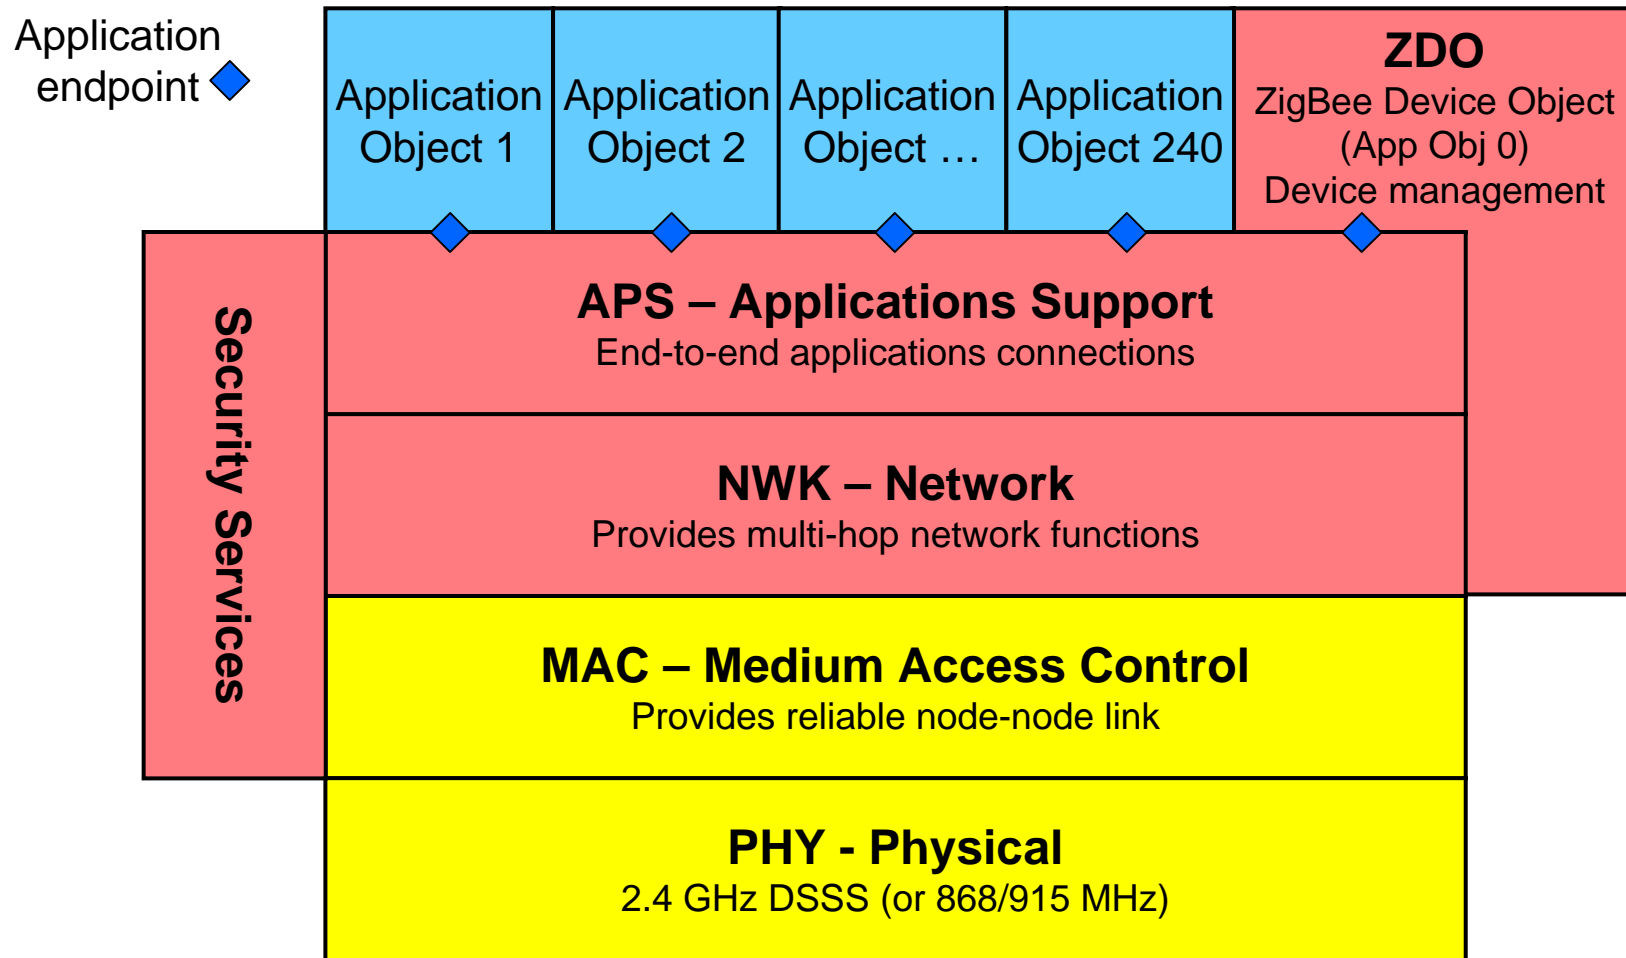 Application
endpoint
Application
Object 1
Application
Object 2
Application
Object …
Application
Object 240
ZDO
ZigBee Device Object
(App Obj 0)
Device management
Security Services
APS – Applications Support
End-to-end applications connections
NWK – Network
Provides multi-hop network functions
MAC – Medium Access Control
Provides reliable node-node link
PHY - Physical
2.4 GHz DSSS (or 868/915 MHz)